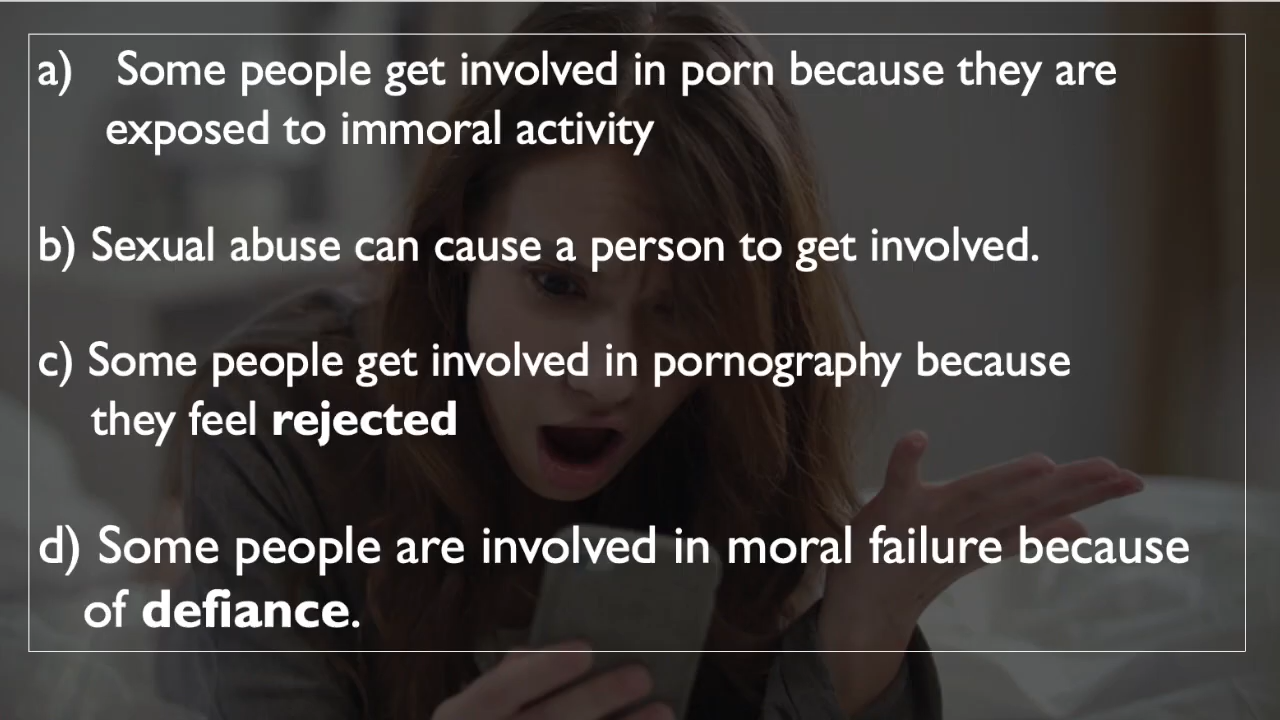 a) Some people get involved in porn because they are
exposed to immoral activity
b) Sexual abuse can cause a person to get involved.
c) Some people get involved in pornography because
they feel rejected
d) Some people are involved in moral failure because
of defiance.